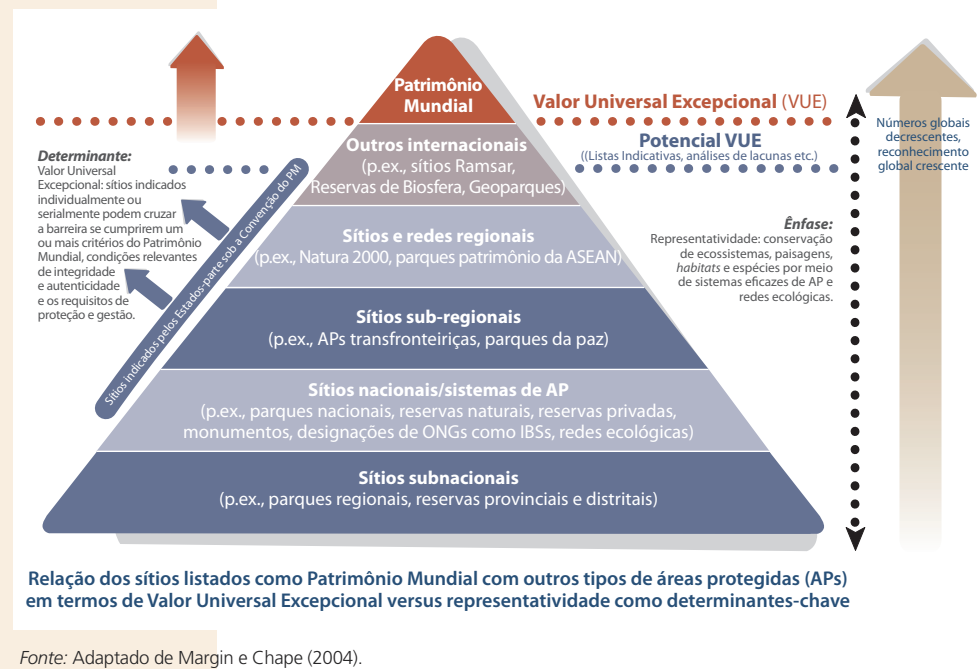 Patrimônio
Mundial
Valor Universal Excepcional (VUE)
Outros internacionais
(p.ex., sítios Ramsar,
Reservas de Biosfera, Geoparques)
Potencial VUE
((Listas Indicativas, análises de lacunas etc.)
Números globais
decrescentes,
reconhecimento
global crescente
Determinante:
Valor Universal
Excepcional: sítios indicados
individualmente ou
serialmente podem cruzar
a barreira se cumprirem um
ou mais critérios do Patrimônio
Mundial, condições relevantes
de integridade
e autenticidade
e os requisitos de
proteção e gestão.
Sítios indicados pelos Estados-parte sob a Convenção do PM
Sítios e redes regionais
(p.ex., Natura 2000, parques patrimônio da ASEAN)
Ênfase:
Representatividade: conservação
de ecossistemas, paisagens,
habitats e espécies por meio
de sistemas eficazes de AP e
redes ecológicas.
Sítios sub-regionais
(p.ex., APs transfronteiriças, parques da paz)
Sítios nacionais/sistemas de AP
(p.ex., parques nacionais, reservas naturais, reservas privadas,
monumentos, designações de ONGs como IBSs, redes ecológicas)
Sítios subnacionais
(p.ex., parques regionais, reservas provinciais e distritais)
Relação dos sítios listados como Patrimônio Mundial com outros tipos de áreas protegidas (APs)
em termos de Valor Universal Excepcional versus representatividade como determinantes-chave
Fonte: Adaptado de Margin e Chape (2004).